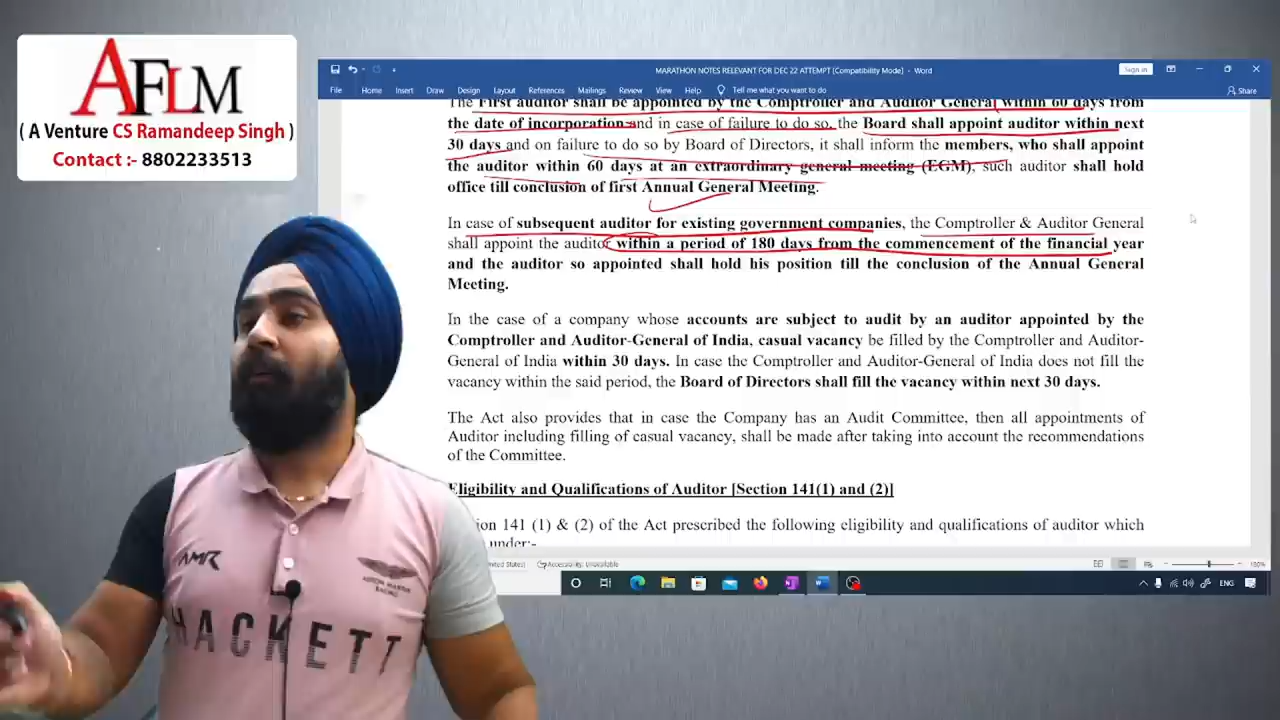 AFLM
( A Venture CS Ramandeep Singh )
Contact :- 8802233513
MARATHON NOTES RELEVANT FOR DEC 22 ATTEMPT [Compatibility Mode] - Word
Sign in
File Home Insert Draw Design Layout References Mailings Review View Help Tell me what you want to do
Share
The First auditor shall be appointed by the Comptroller and Auditor General within 60 days from
the date of incorporation and in case of failure to do so, the Board shall appoint auditor within next
30 days and on failure to do so by Board of Directors, it shall inform the members, who shall appoint
the auditor within 60 days at an extraordinary general meeting (EGM), such auditor shall hold
office till conclusion of first Annual General Meeting.
In case of subsequent auditor for existing government companies, the Comptroller & Auditor General
shall appoint the auditor within a period of 180 days from the commencement of the financial year
and the auditor so appointed shall hold his position till the conclusion of the Annual General
Meeting.
In the case of a company whose accounts are subject to audit by an auditor appointed by the
Comptroller and Auditor-General of India, casual vacancy be filled by the Comptroller and Auditor-
General of India within 30 days. In case the Comptroller and Auditor-General of India does not fill the
vacancy within the said period, the Board of Directors shall fill the vacancy within next 30 days.
The Act also provides that in case the Company has an Audit Committee, then all appointments of
Auditor including filling of casual vacancy, shall be made after taking into account the recommendations
of the Committee.
Eligibility and Qualifications of Auditor [Section 141(1) and (2)]
141 (1) & (2) of the Act prescribed the following eligibility and qualifications of auditor which
under:-
Accessibility: Unavailable
ENG
AMR
ASTON MARTIN
RACING
HACKETT